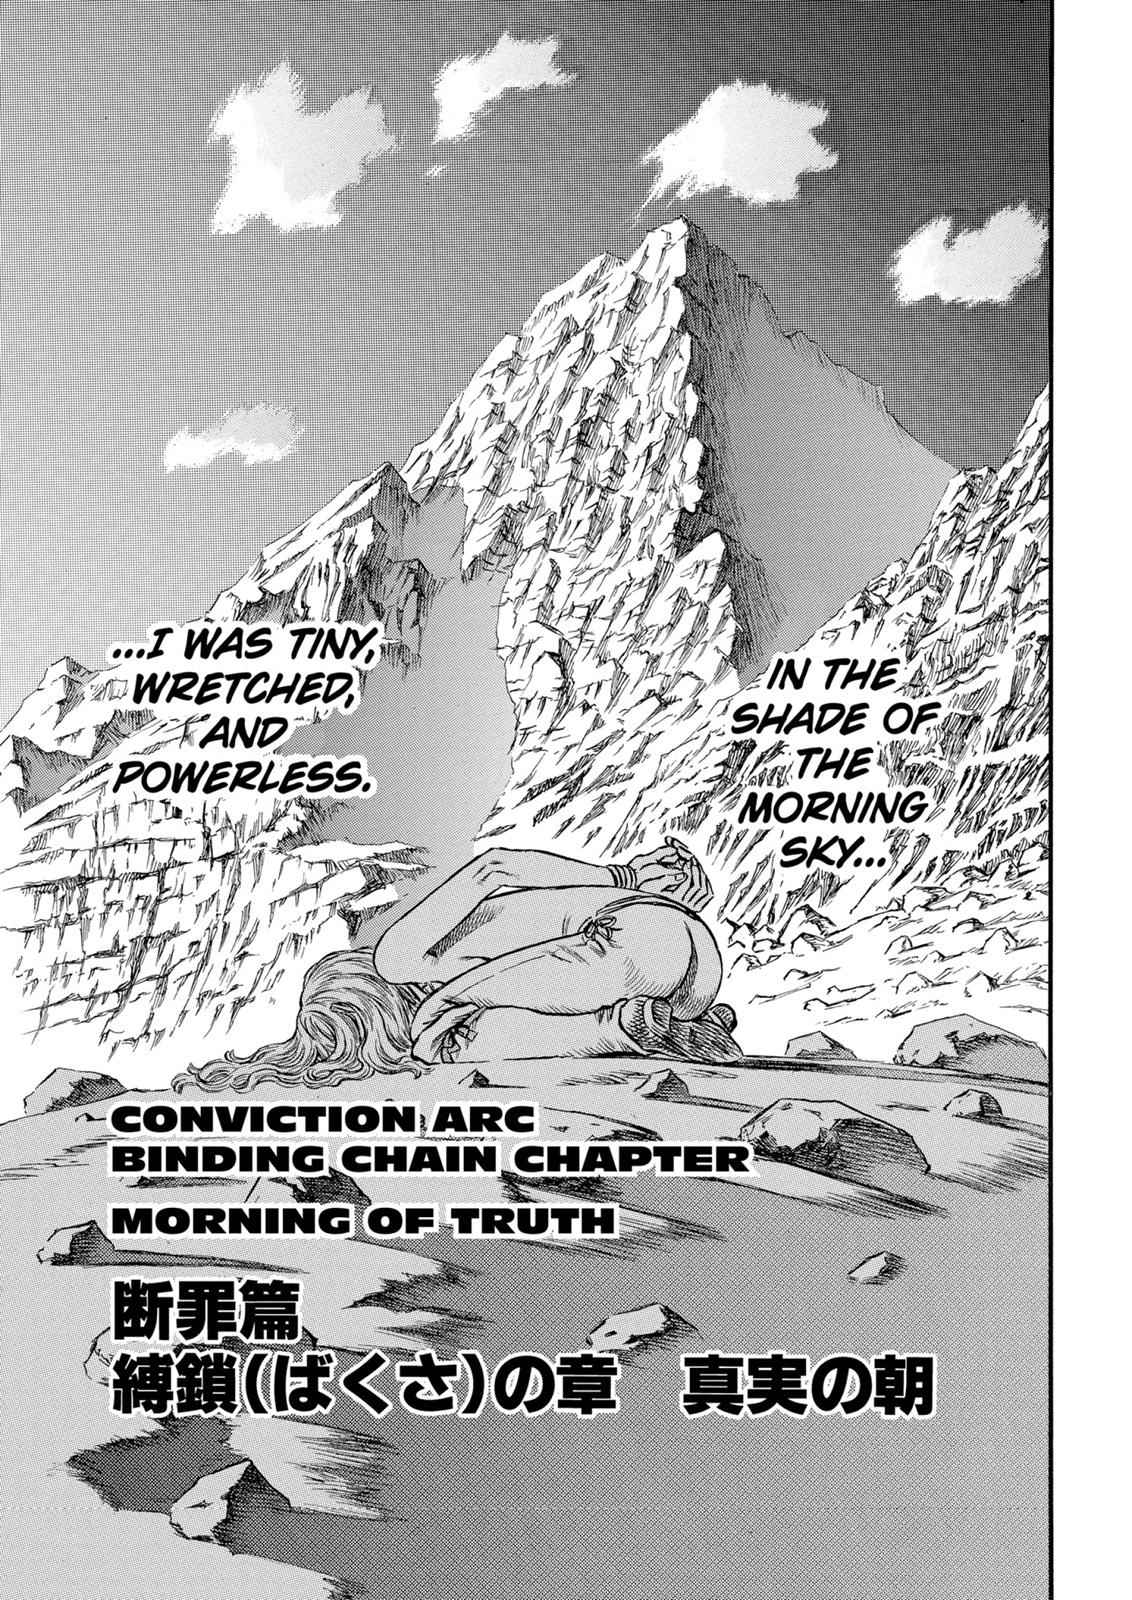 IN THE
SHADE OF
THE
MORNING
SKY...
...I WAS TINY,
WRETCHED,
AND
POWERLESS.
CONVICTION ARC
BINDING CHAIN CHAPTER
MORNING OF TRUTH
断罪篇
縛鎖(ばくさ)の章　真実の朝